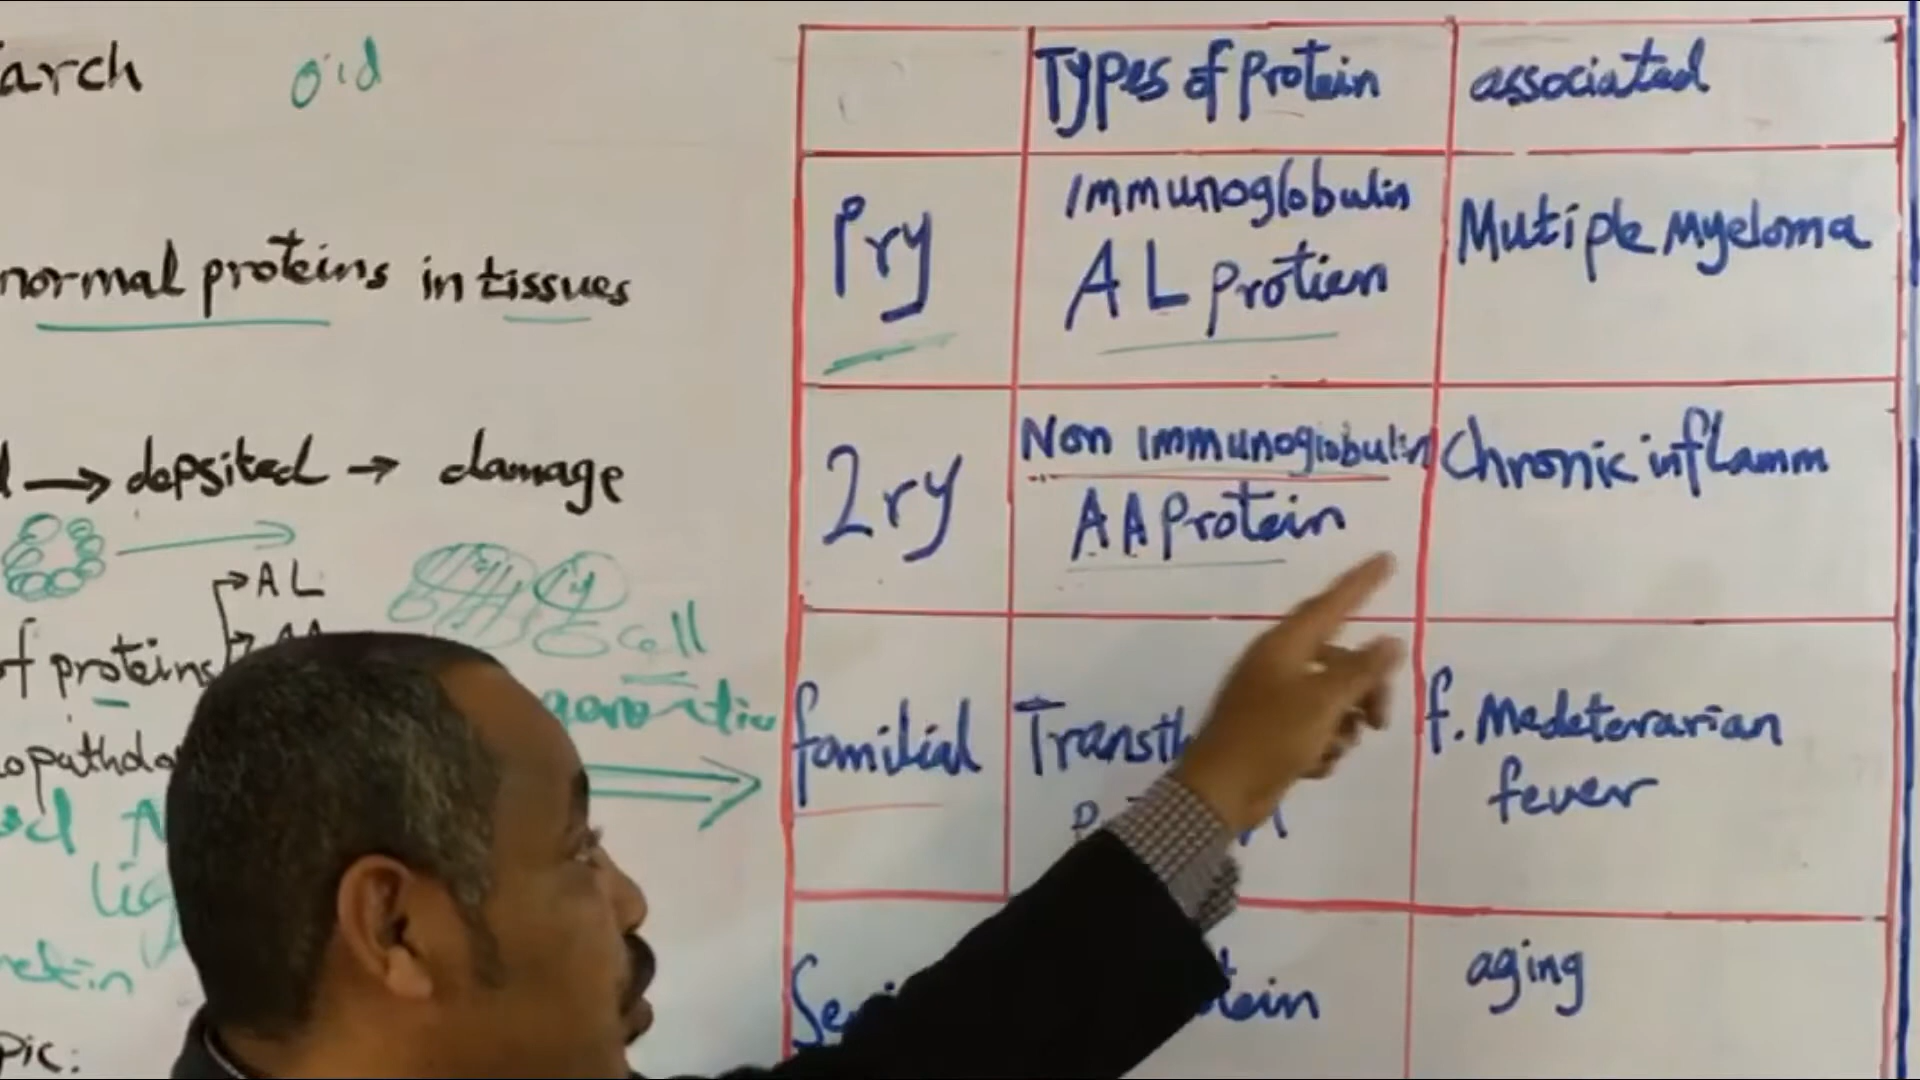 arch
oid
normal proteins in tissues
→ depsited → damage
AL
f proteins
cell
Types of Protein
associated
Pry
Immunoglobulin
AL protien
Mutiple Myeloma
2ry
Non immunoglobulin
AA Protein
Chronic inflamm
familial
f. Medeterarian
fever
aging
pic: